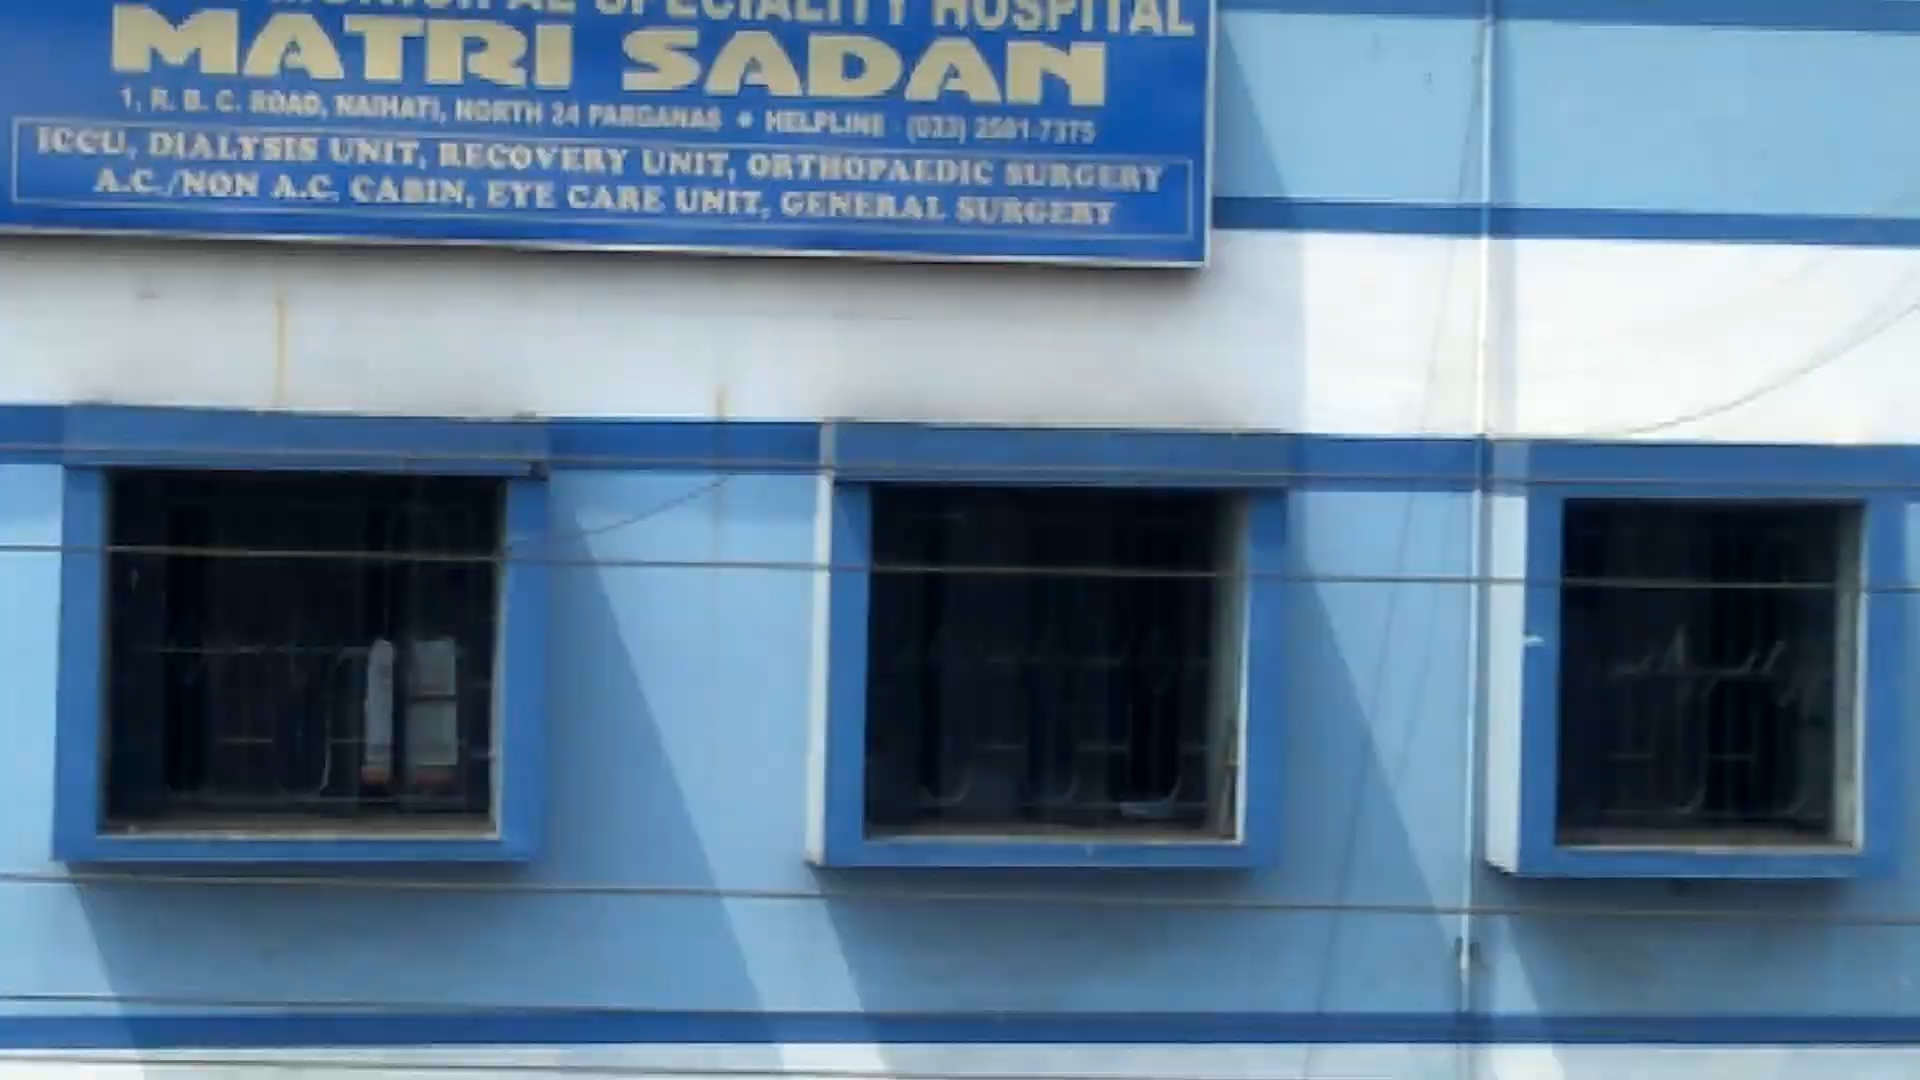 MUNICIPAL SPECIALITY HOSPITAL
MATRI SADAN
1, R. B. C. ROAD, NAIHATI, NORTH 24 PARGANAS • HELPLINE (033) 2581-7375
ICCU, DIALYSIS UNIT, RECOVERY UNIT, ORTHOPAEDIC SURGERY
A.C./NON A.C. CABIN, EYE CARE UNIT, GENERAL SURGERY